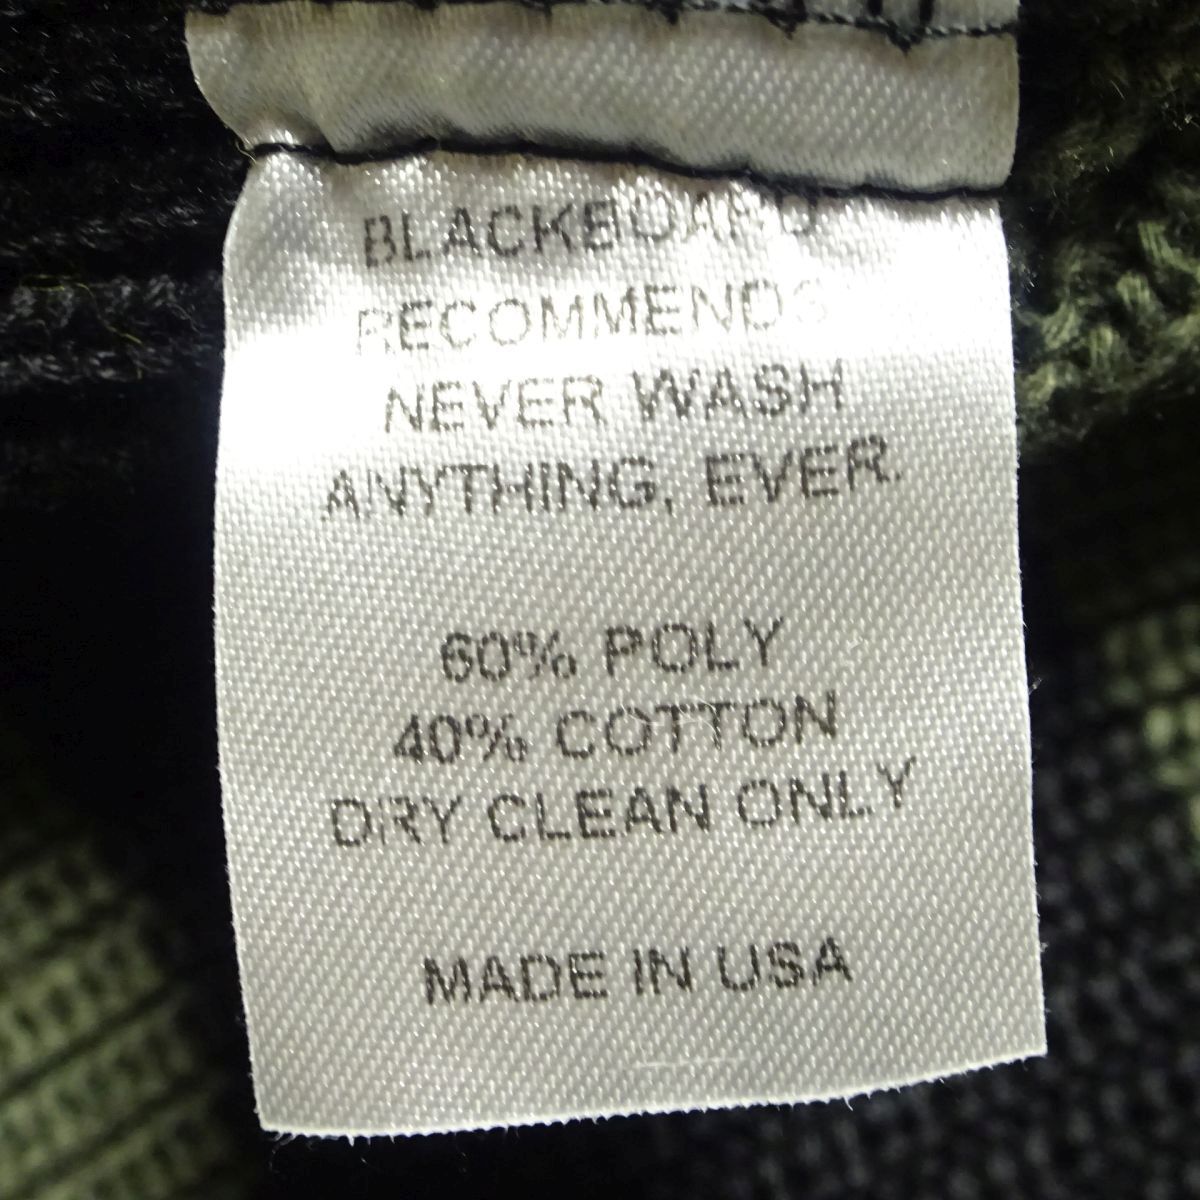 BLACKBOARD
RECOMMENDS
NEVER WASH
ANYTHING, EVER.
60% POLY
40% COTTON
DRY CLEAN ONLY
MADE IN USA